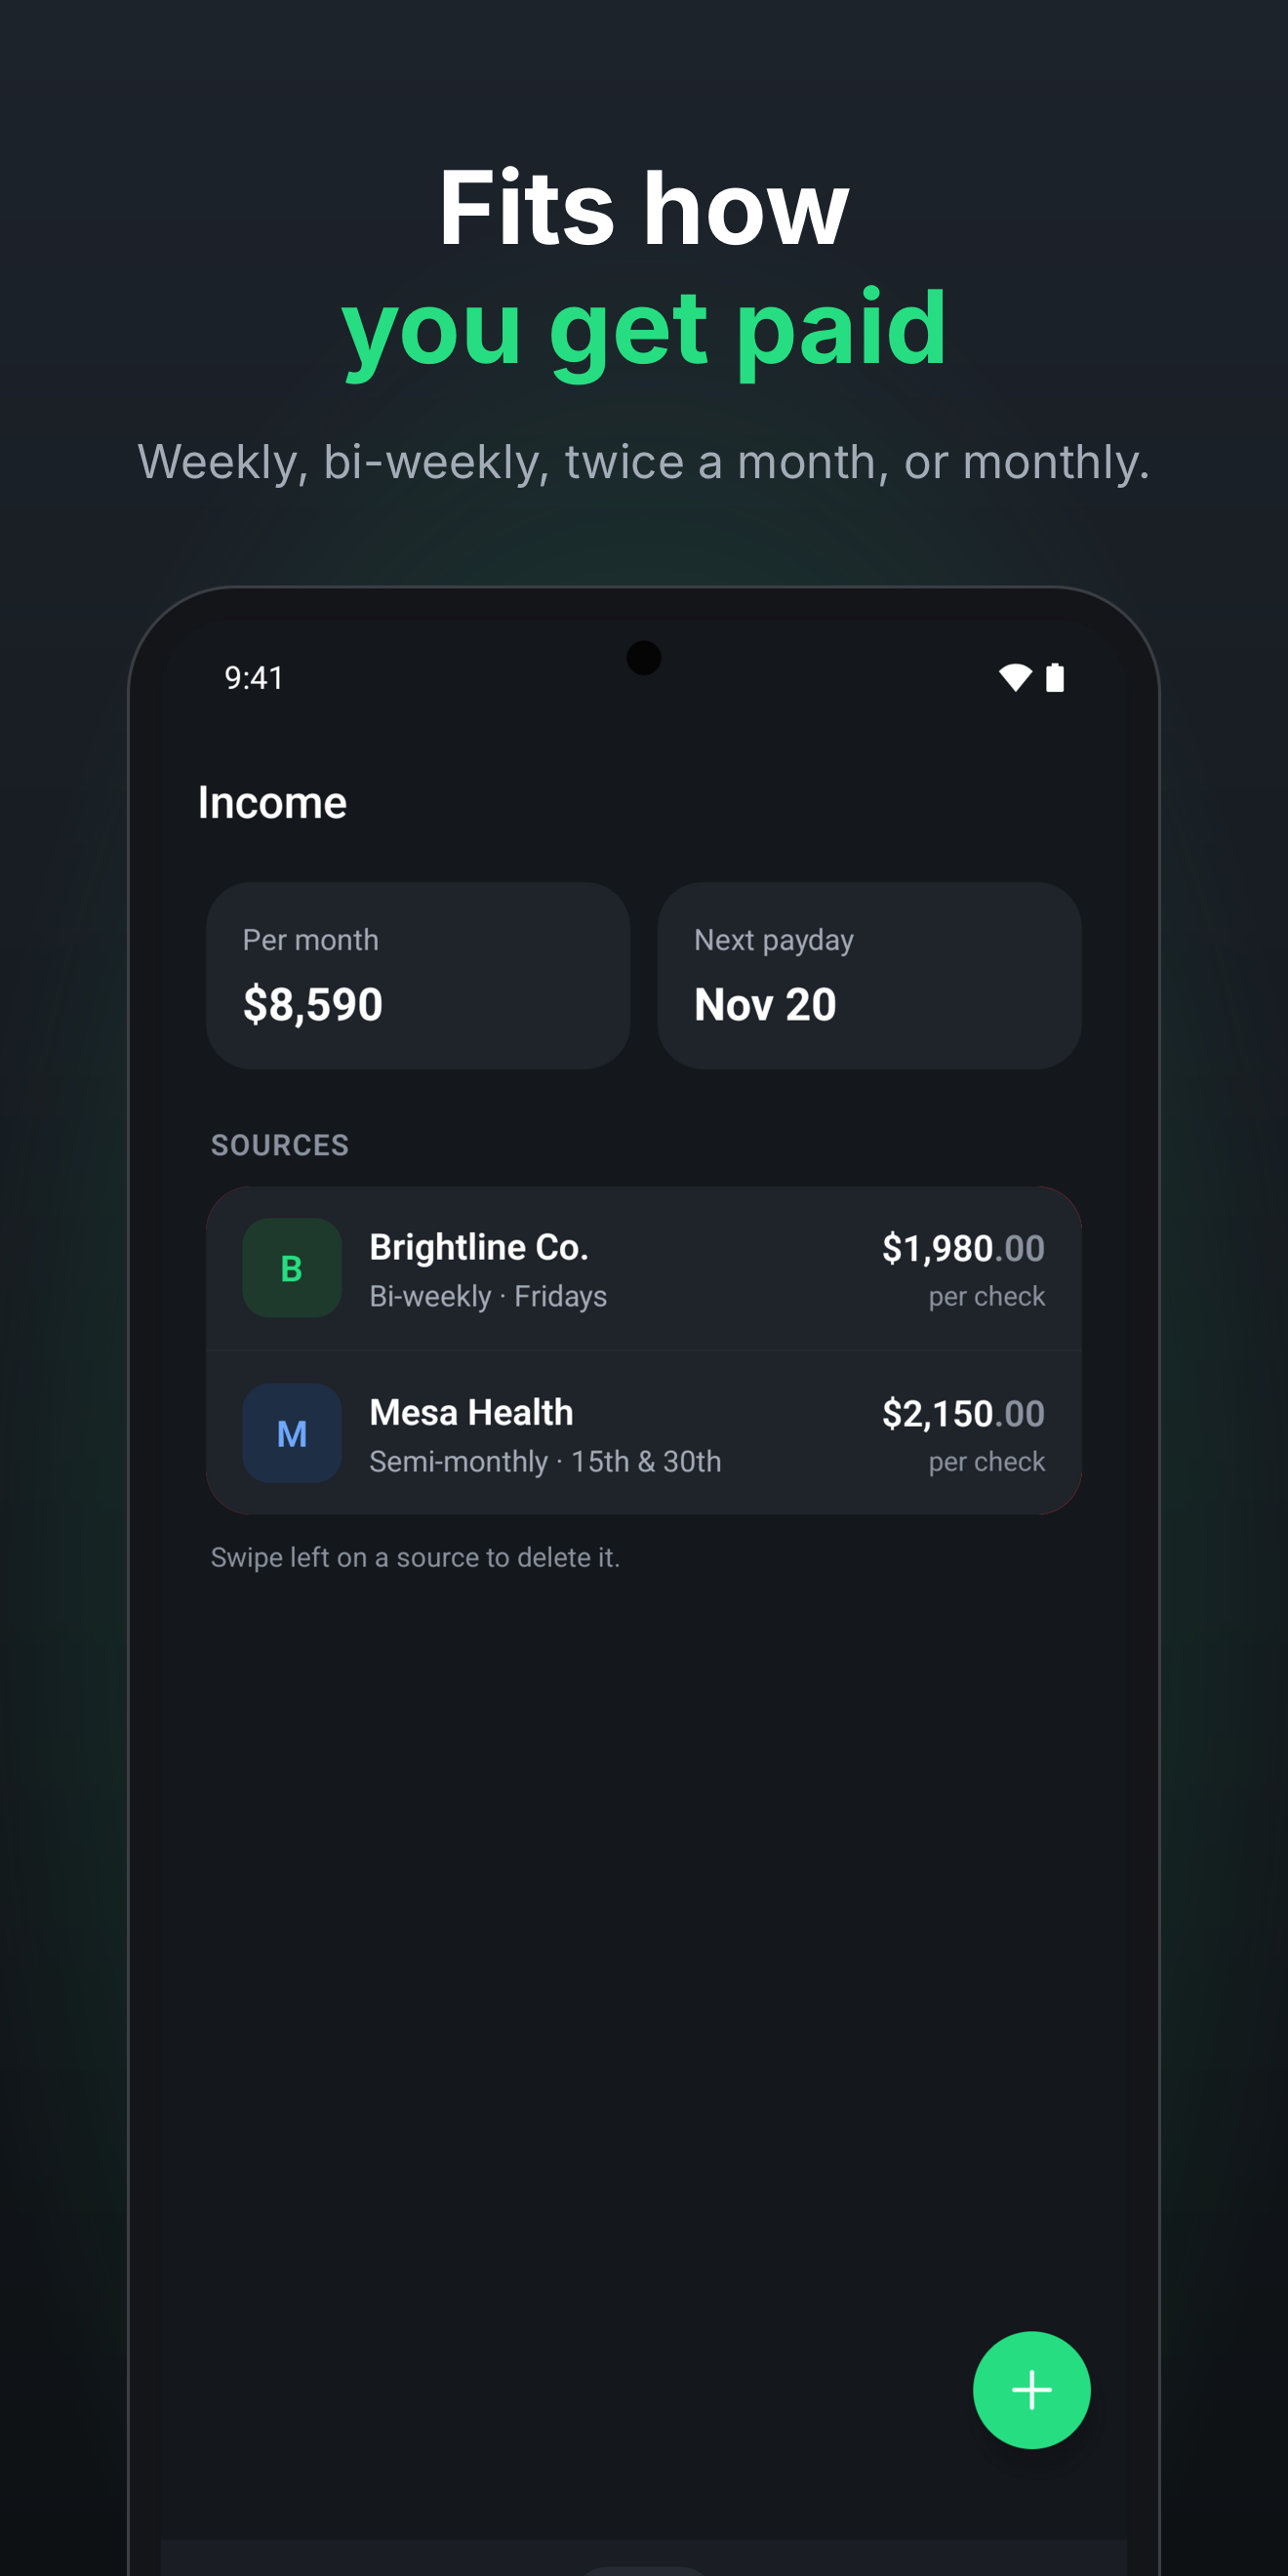 Fits how
you get paid
Weekly, bi-weekly, twice a month, or monthly.
9:41
Income
Per month
$8,590
Next payday
Nov 20
SOURCES
B
Brightline Co.
Bi-weekly · Fridays
$1,980.00
per check
M
Mesa Health
Semi-monthly · 15th & 30th
$2,150.00
per check
Swipe left on a source to delete it.